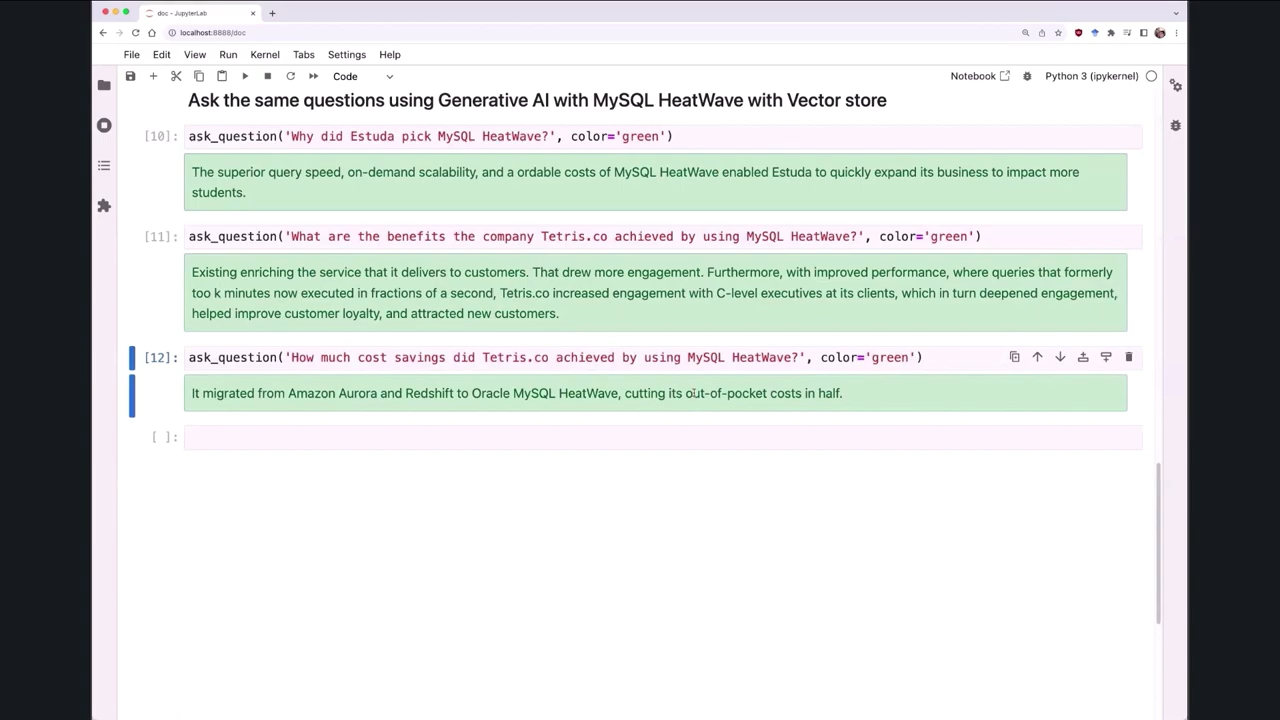 doc - JupyterLab
localhost:8888/doc
File Edit View Run Kernel Tabs Settings Help
Code Notebook Python 3 (ipykernel)
Ask the same questions using Generative AI with MySQL HeatWave with Vector store
[10]: ask_question('Why did Estuda pick MySQL HeatWave?', color='green')
The superior query speed, on-demand scalability, and a ordable costs of MySQL HeatWave enabled Estuda to quickly expand its business to impact more
students.
[11]: ask_question('What are the benefits the company Tetris.co achieved by using MySQL HeatWave?', color='green')
Existing enriching the service that it delivers to customers. That drew more engagement. Furthermore, with improved performance, where queries that formerly
too k minutes now executed in fractions of a second, Tetris.co increased engagement with C-level executives at its clients, which in turn deepened engagement,
helped improve customer loyalty, and attracted new customers.
[12]: ask_question('How much cost savings did Tetris.co achieved by using MySQL HeatWave?', color='green')
It migrated from Amazon Aurora and Redshift to Oracle MySQL HeatWave, cutting its out-of-pocket costs in half.
[ ]: